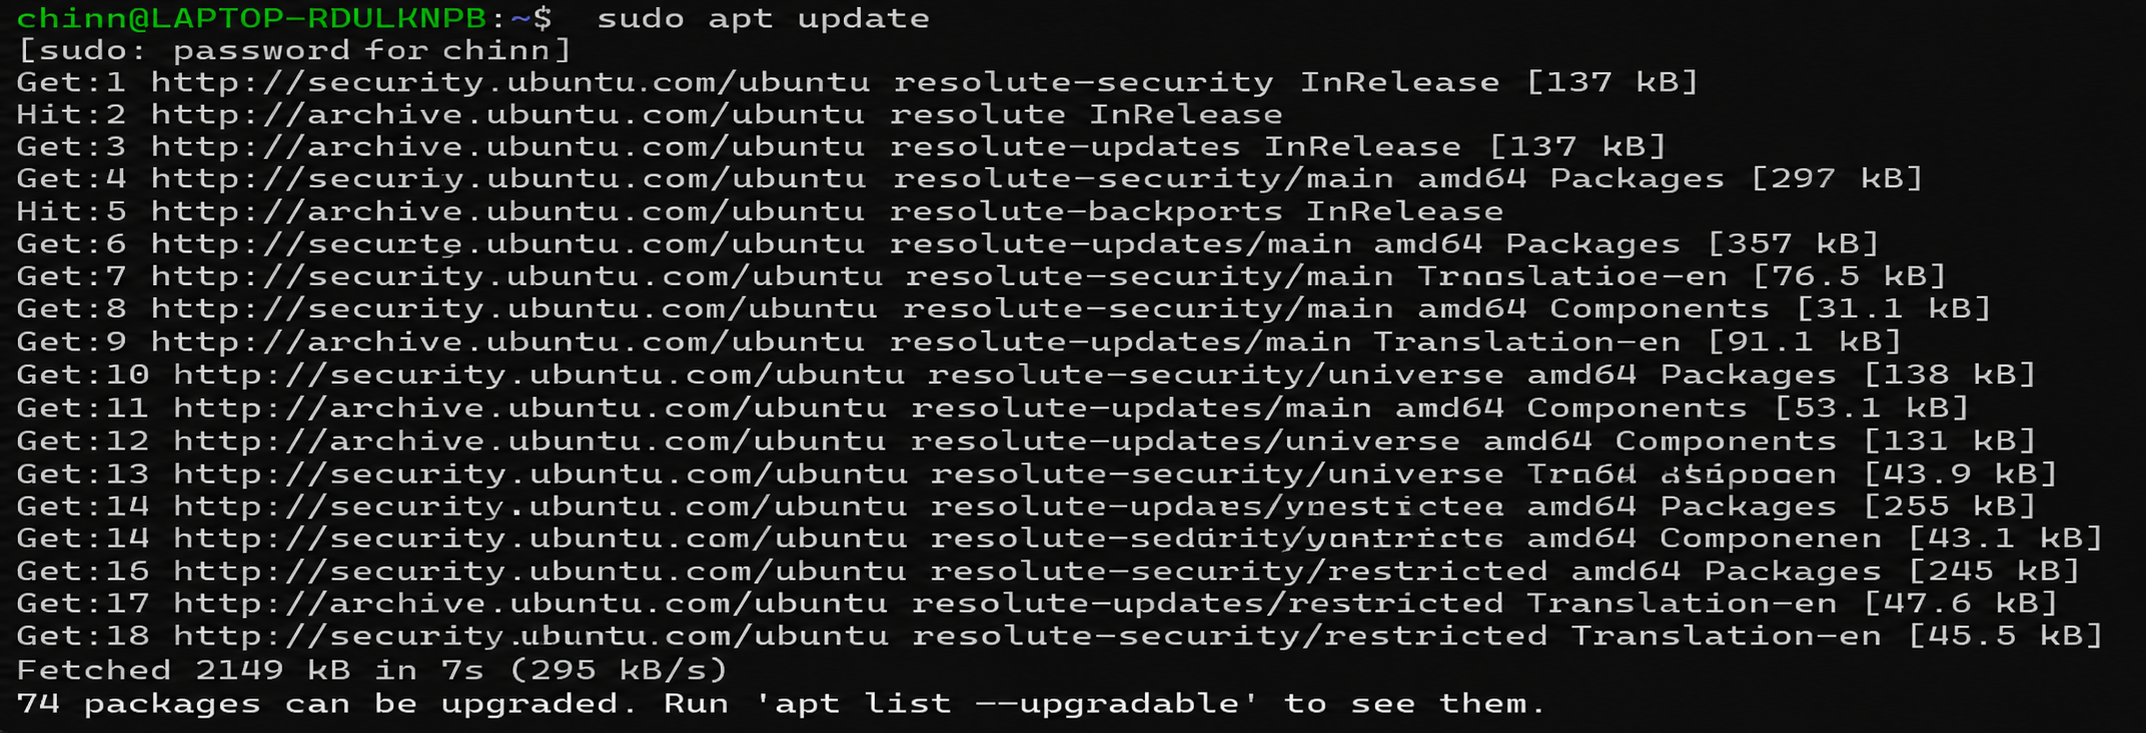 chinn@LAPTOP-RDULKNPB:~$ sudo apt update
[sudo: password for chinn]
Get:1 http://security.ubuntu.com/ubuntu resolute-security InRelease [137 kB]
Hit:2 http://archive.ubuntu.com/ubuntu resolute InRelease
Get:3 http://archive.ubuntu.com/ubuntu resolute-updates InRelease [137 kB]
Get:4 http://securiy.ubuntu.com/ubuntu resolute-security/main amd64 Packages [297 kB]
Hit:5 http://archive.ubuntu.com/ubuntu resolute-backports InRelease
Get:6 http://securtę.ubuntu.com/ubuntu resolute-updates/main amd64 Packages [357 kB]
Get:7 http://security.ubuntu.com/ubuntu resolute-security/main [76.5 kB]
Get:8 http://security.ubuntu.com/ubuntu resolute-security/main amd64 Components [31.1 kB]
Get:9 http://archive.ubuntu.com/ubuntu resolute-updates/main Translation-en [91.1 kB]
Get:10 http://security.ubuntu.com/ubuntu resolute-security/universe amd64 Packages [138 kB]
Get:11 http://archive.ubuntu.com/ubuntu resolute-updates/main amd64 Components [53.1 kB]
Get:12 http://archive.ubuntu.com/ubuntu resolute-updates/universe amd64 Components [131 kB]
Get:13 http://security.ubuntu.com/ubuntu resolute-security/universe [43.9 kB]
Get:14 http://security.ubuntu.com/ubuntu amd64 Packages [255 kB]
Get:14 http://security.ubuntu.com/ubuntu amd64 Componenen [43.1 kB]
Get:16 http://security.ubuntu.com/ubuntu resolute-security/restricted amd64 Packages [245 kB]
Get:17 http://archive.ubuntu.com/ubuntu resolute-updates/restricted Translation-en [47.6 kB]
Get:18 http://security.ubuntu.com/ubuntu resolute-security/restricted Translation-en [45.5 kB]
Fetched 2149 kB in 7s (295 kB/s)
74 packages can be upgraded. Run 'apt list --upgradable' to see them.